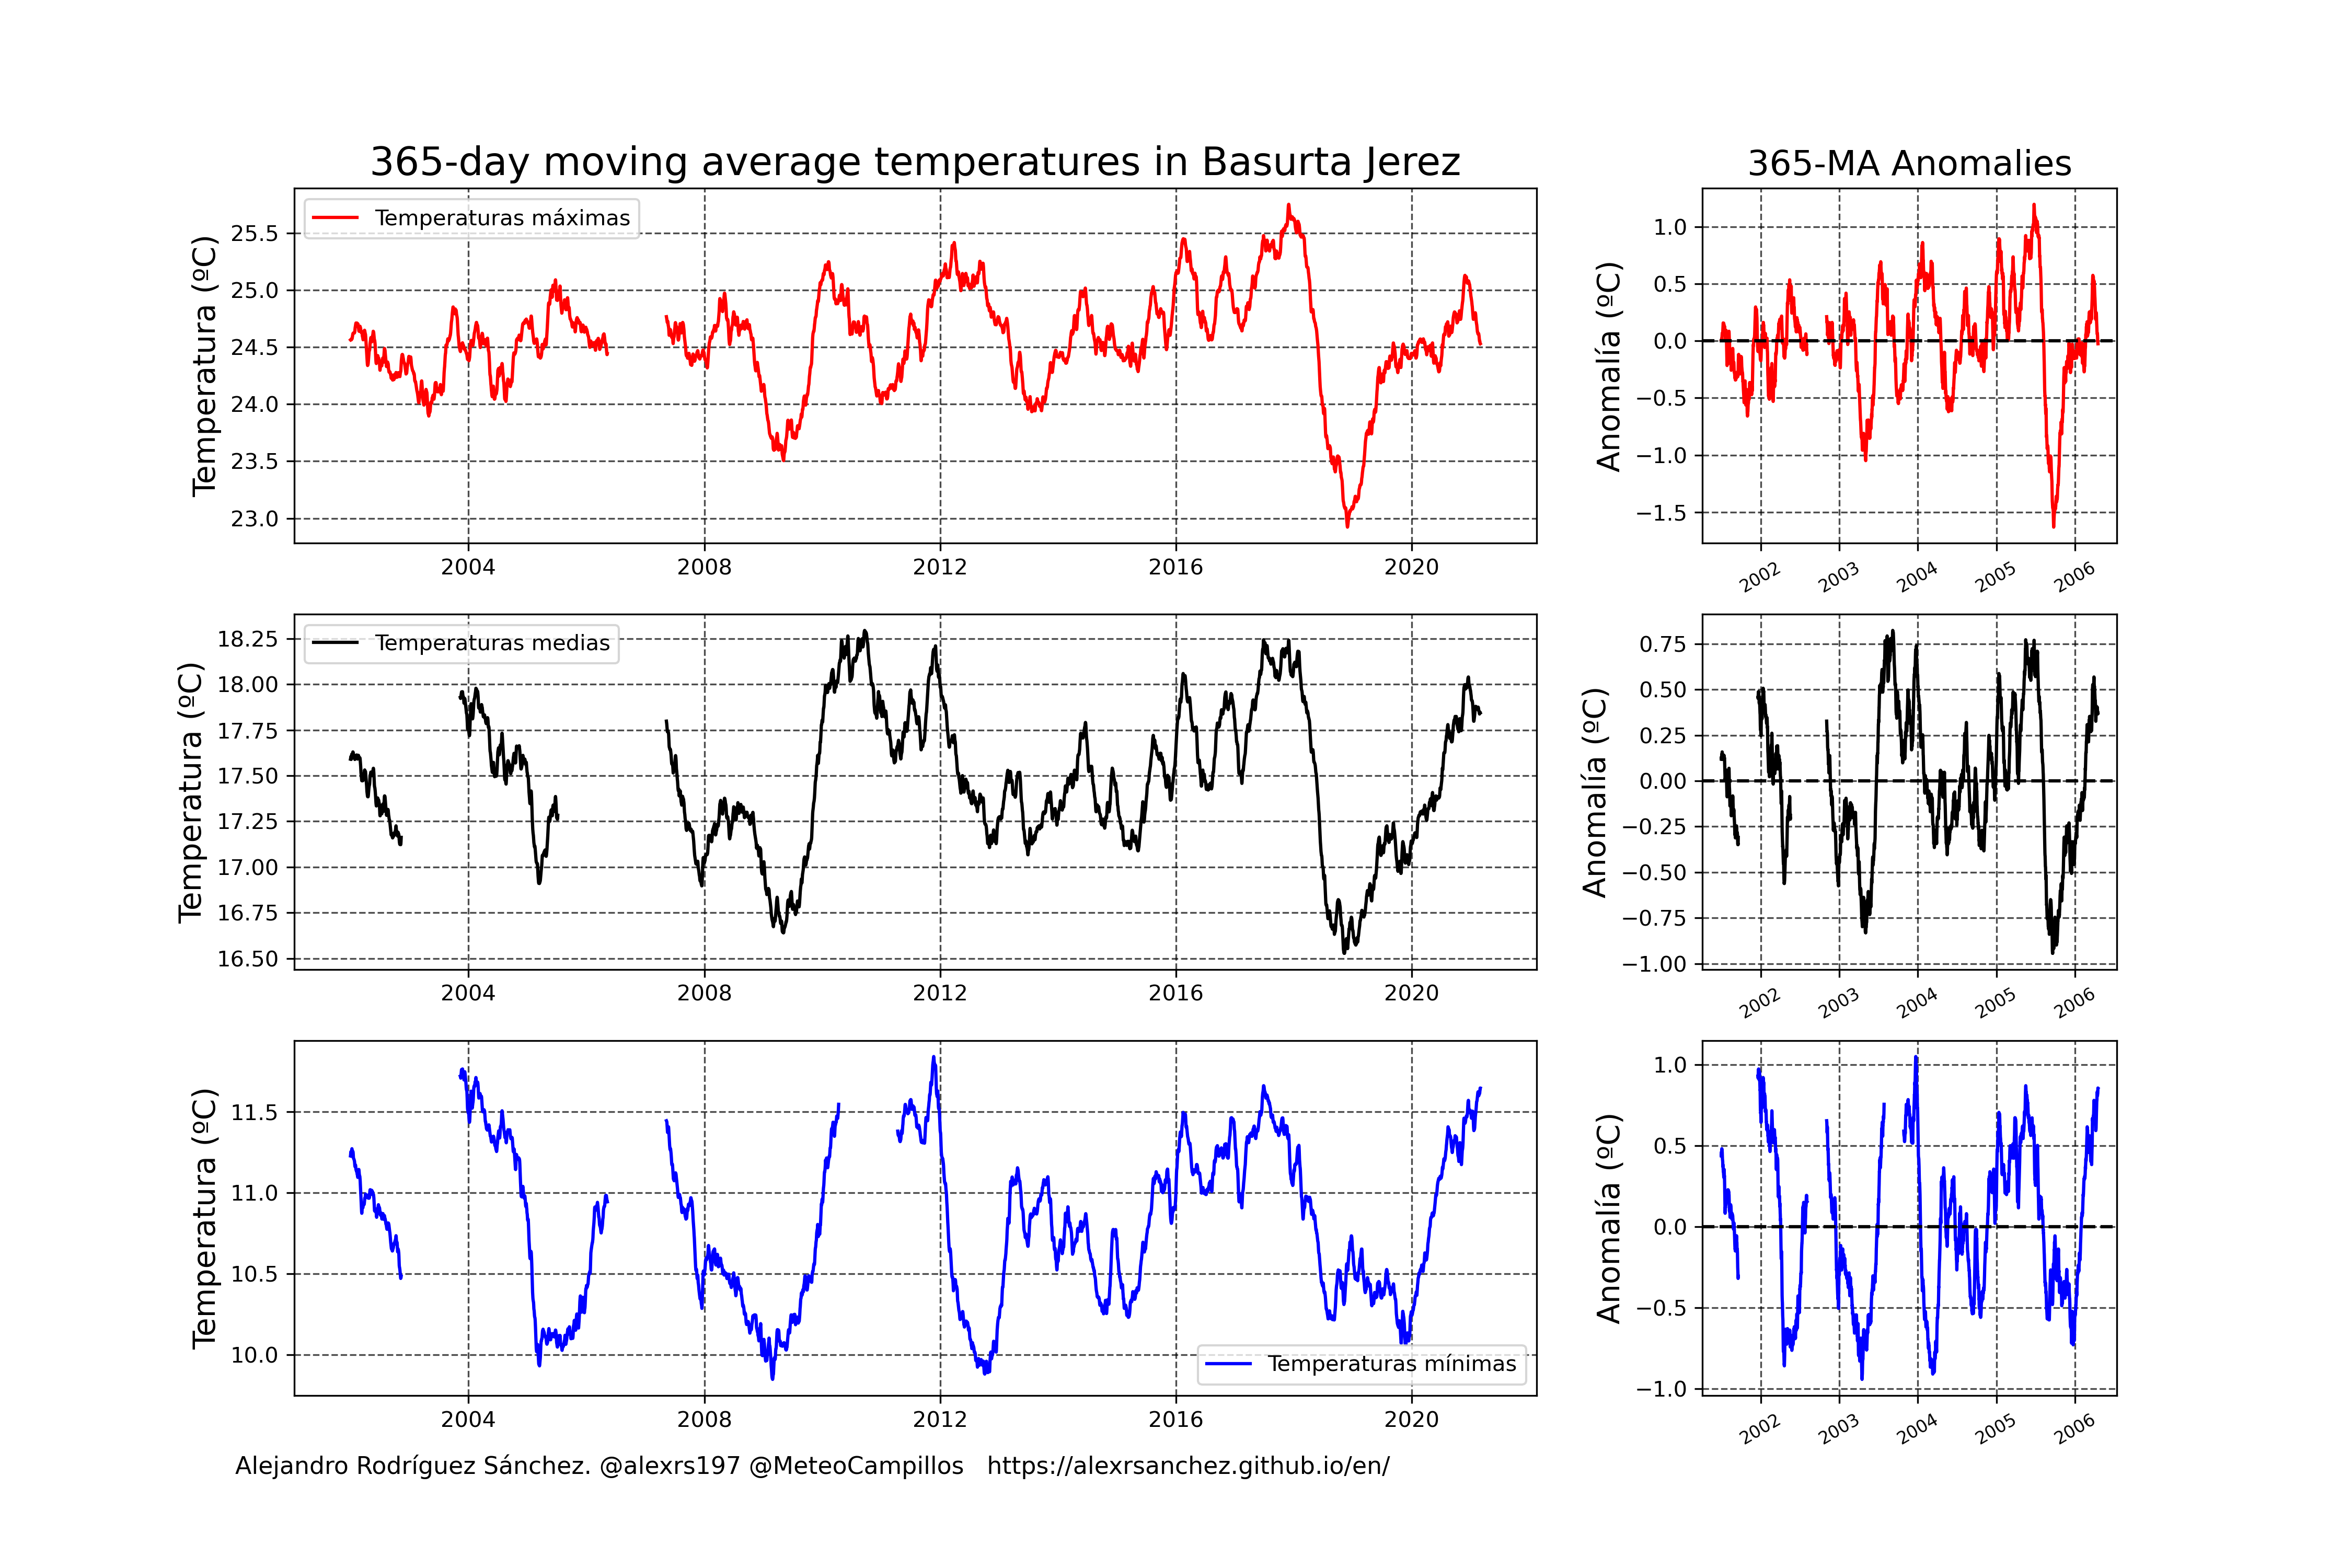 365-day moving average temperatures in Basurta Jerez
365-MA Anomalies
Temperatura (ºC)
25.5
25.0
24.5
24.0
23.5
23.0
Temperaturas máximas
2004 2008 2012 2016 2020
Anomalía (ºC)
1.0
0.5
0.0
−0.5
−1.0
−1.5
2002 2003 2004 2005 2006
Temperatura (ºC)
18.25
18.00
17.75
17.50
17.25
17.00
16.75
16.50
Temperaturas medias
2004 2008 2012 2016 2020
Anomalía (ºC)
0.75
0.50
0.25
0.00
−0.25
−0.50
−0.75
−1.00
2002 2003 2004 2005 2006
Temperatura (ºC)
11.5
11.0
10.5
10.0
Temperaturas mínimas
2004 2008 2012 2016 2020
Anomalía (ºC)
1.0
0.5
0.0
−0.5
−1.0
2002 2003 2004 2005 2006
Alejandro Rodríguez Sánchez. @alexrs197 @MeteoCampillos https://alexrsanchez.github.io/en/